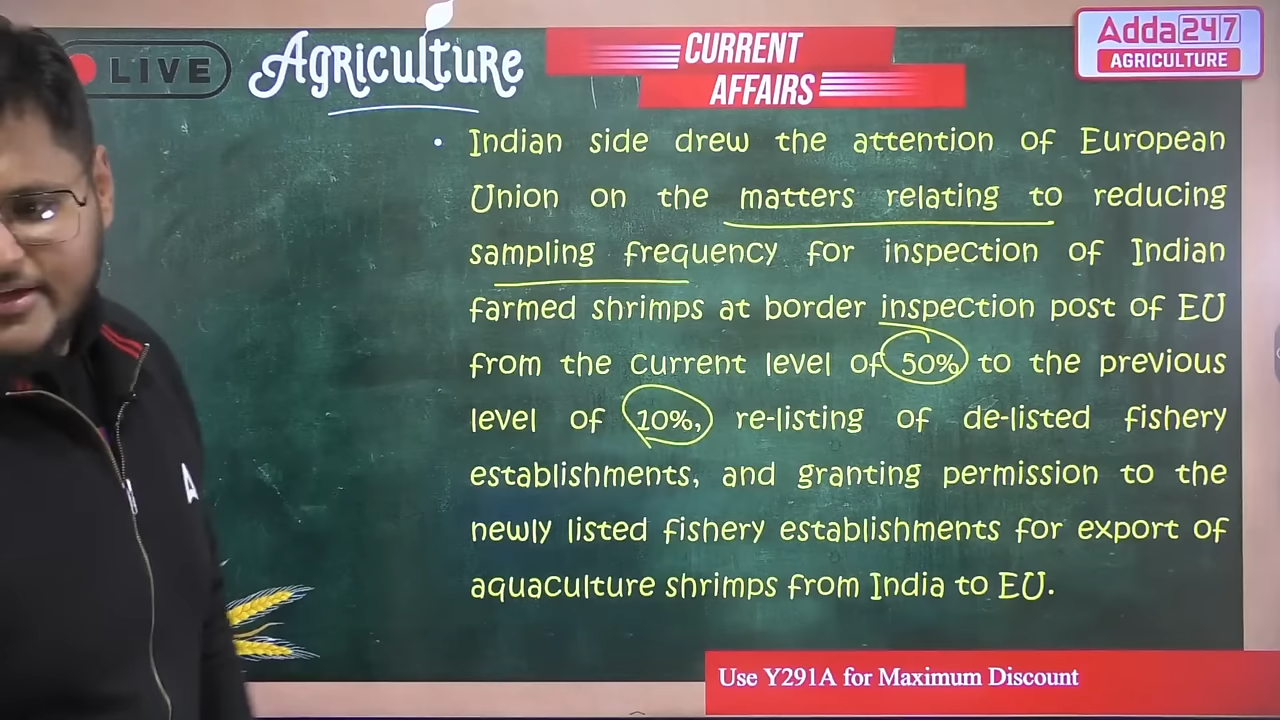 LIVE
Agriculture
CURRENT
AFFAIRS
Adda247
AGRICULTURE
• Indian side drew the attention of European
Union on the matters relating to reducing
sampling frequency for inspection of Indian
farmed shrimps at border inspection post of EU
from the current level of 50% to the previous
level of 10%, re-listing of de-listed fishery
establishments, and granting permission to the
newly listed fishery establishments for export of
aquaculture shrimps from India to EU.
A
Use Y291A for Maximum Discount